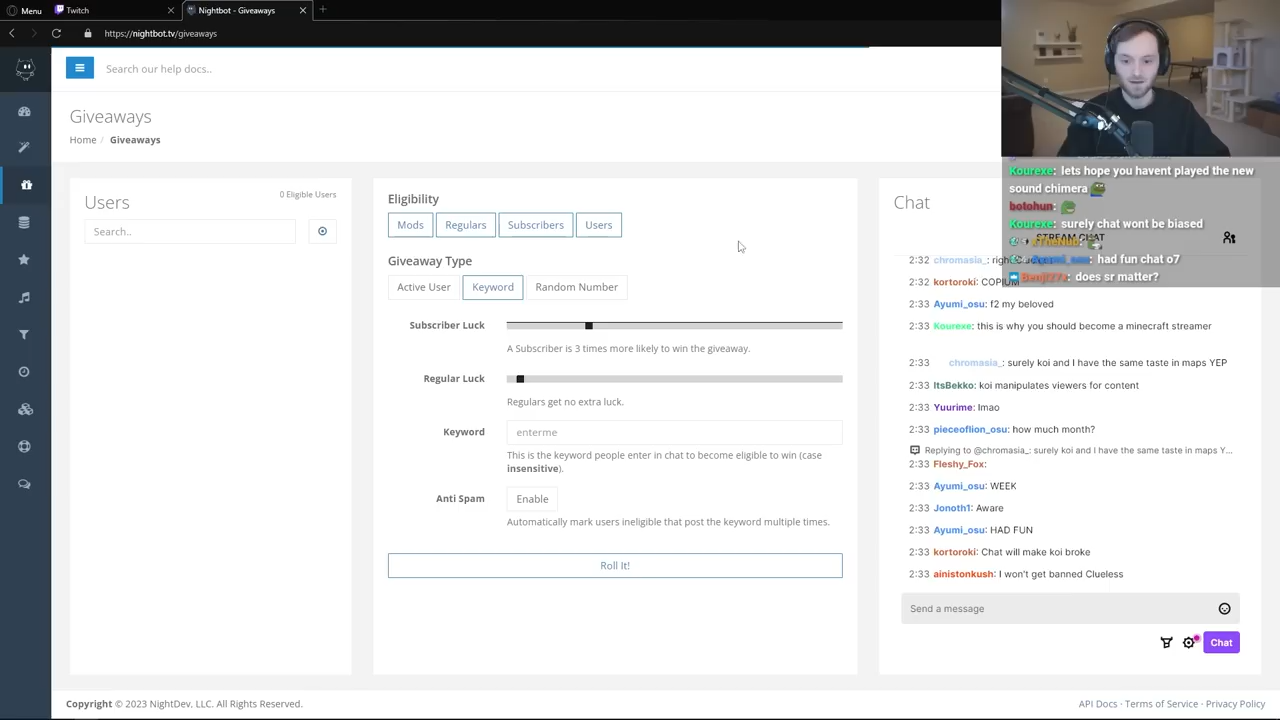 Menu
Twitch
Nightbot - Giveaways
https://nightbot.tv/giveaways
Search our help docs..
Giveaways
Home / Giveaways
Users
0 Eligible Users
Search..
Eligibility
Mods
Regulars
Subscribers
Users
Giveaway Type
Active User
Keyword
Random Number
Subscriber Luck
A Subscriber is 3 times more likely to win the giveaway.
Regular Luck
Regulars get no extra luck.
Keyword
enterme
This is the keyword people enter in chat to become eligible to win (case
insensitive).
Anti Spam
Enable
Automatically mark users ineligible that post the keyword multiple times.
Roll It!
Kourexe: lets hope you havent played the new
sound chimera
botohun:
Kourexe: surely chat wont be biased
Ayumi_osu: had fun chat o7
Benji27a: does sr matter?
Chat
STREAM CHAT
2:32 chromasia_:
2:32 kortoroki: COPIUM
2:33 Ayumi_osu: f2 my beloved
2:33 Kourexe: this is why you should become a minecraft streamer
2:33 chromasia_: surely koi and I have the same taste in maps YEP
2:33 ItsBekko: koi manipulates viewers for content
2:33 Yuurime: lmao
2:33 pieceoflion_osu: how much month?
Replying to @chromasia_: surely koi and I have the same taste in maps Y...
2:33 Fleshy_Fox:
2:33 Ayumi_osu: WEEK
2:33 Jonoth1: Aware
2:33 Ayumi_osu: HAD FUN
2:33 kortoroki: Chat will make koi broke
2:33 ainistonkush: I won't get banned Clueless
Send a message
Chat
Copyright © 2023 NightDev, LLC. All Rights Reserved.
API Docs · Terms of Service · Privacy Policy